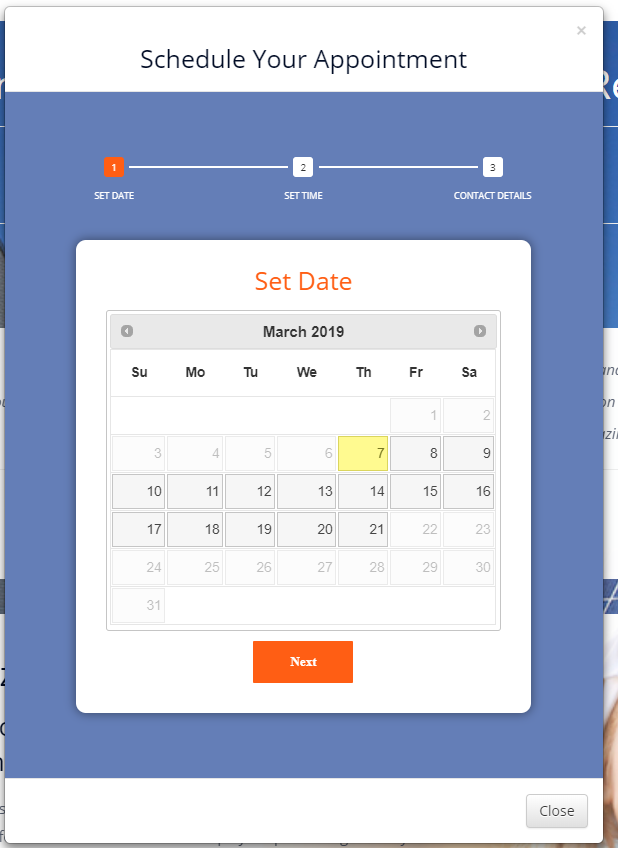 ×
Schedule Your Appointment
1 2 3
SET DATE SET TIME CONTACT DETAILS
Set Date
March 2019
Su Mo Tu We Th Fr Sa
1 2
3 4 5 6 7 8 9
10 11 12 13 14 15 16
17 18 19 20 21 22 23
24 25 26 27 28 29 30
31
Next
Close